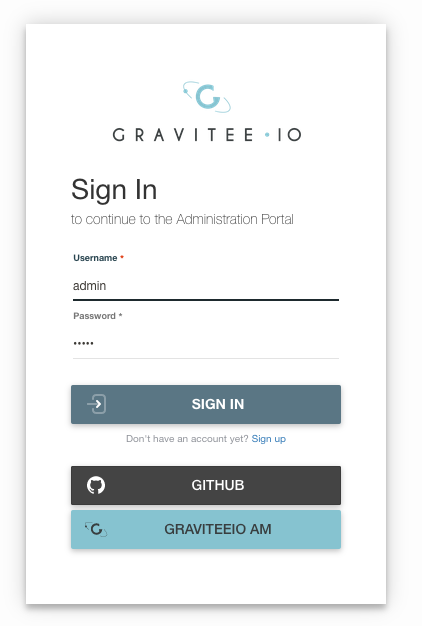 GRAVITEE·IO
Sign In
to continue to the Administration Portal
Username *
admin
Password *
•••••
SIGN IN
Don't have an account yet? Sign up
GITHUB
GRAVITEEIO AM